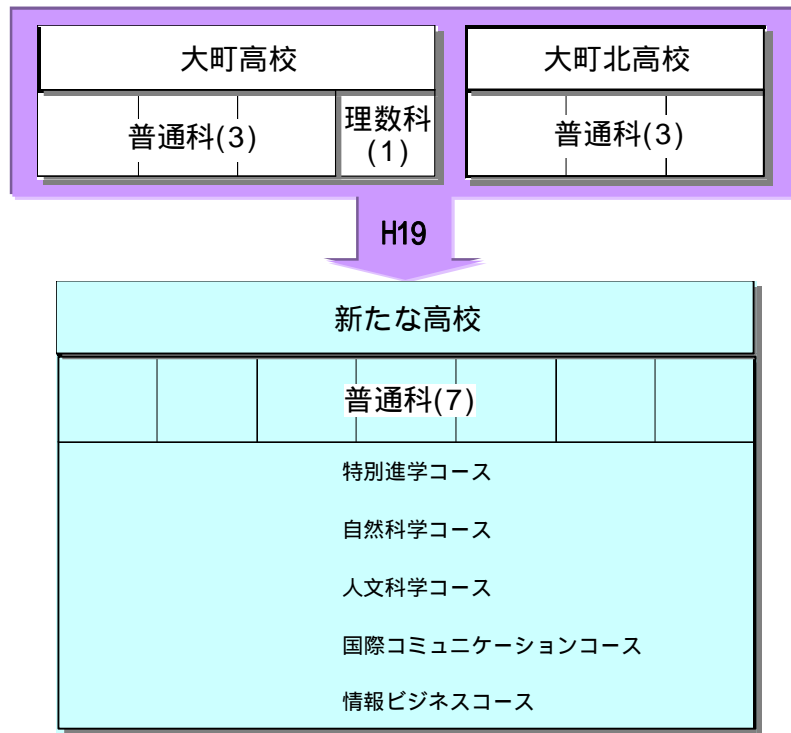 大町高校
大町北高校
普通科(3)
理数科
(1)
普通科(3)
H19
新たな高校
普通科(7)
特別進学コース
自然科学コース
人文科学コース
国際コミュニケーションコース
情報ビジネスコース